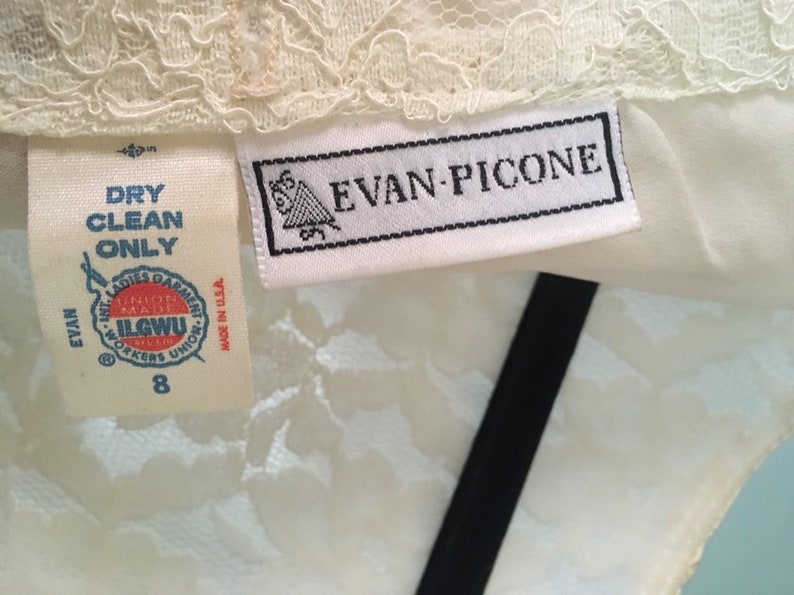 DRY
CLEAN
ONLY
EVAN
INT. LADIES GARMENT
WORKERS UNION
UNION
MADE
ILGWU
®
MADE IN U.S.A.
8
EVAN-PICONE